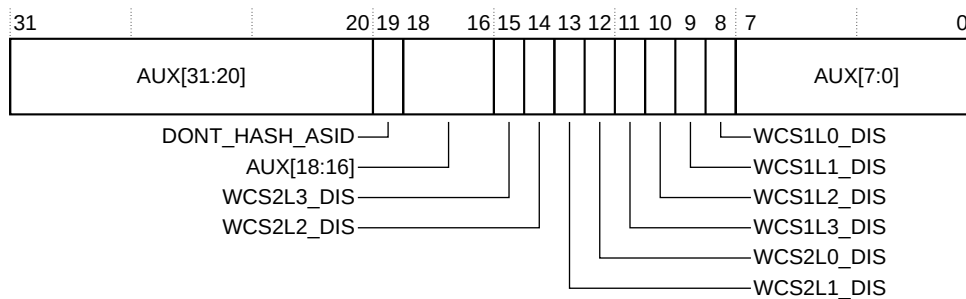 31 20 19 18 16 15 14 13 12 11 10 9 8 7 0
AUX[31:20] AUX[7:0]
DONT_HASH_ASID WCS1L0_DIS
AUX[18:16] WCS1L1_DIS
WCS2L3_DIS WCS1L2_DIS
WCS2L2_DIS WCS1L3_DIS
WCS2L0_DIS
WCS2L1_DIS